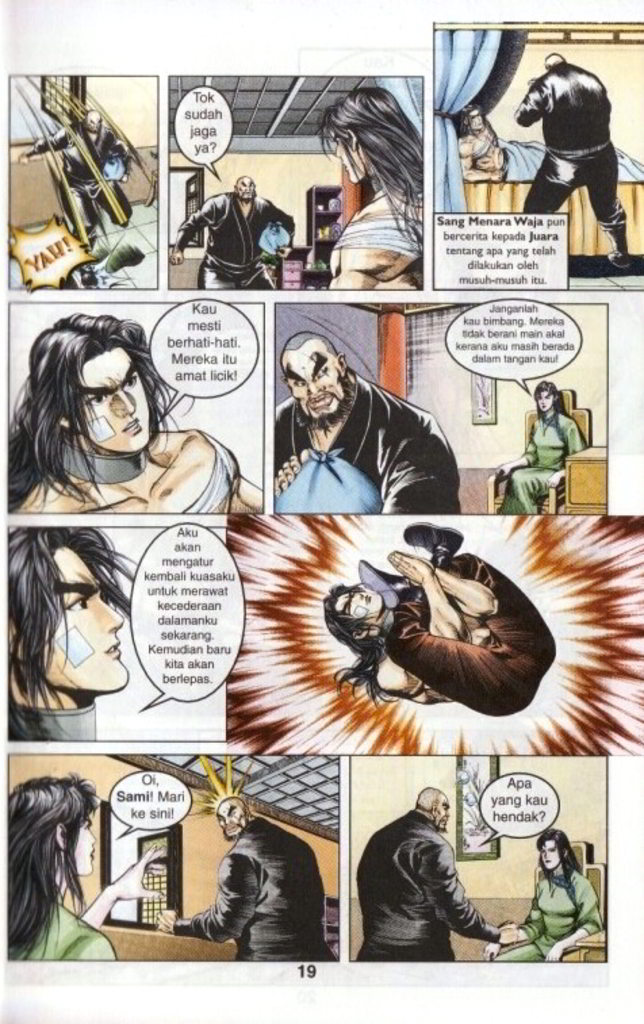 YAH!
Tok
sudah
jaga
ya?
Sang Menara Waja pun
bercerita kepada Juara
tentang apa yang telah
dilakukan oleh
musuh-musuh itu.
Kau
mesti
berhati-hati.
Mereka itu
amat licik!
Janganlah
kau bimbang. Mereka
tidak berani main akal
kerana aku masih berada
dalam tangan kau!
Aku
akan
mengatur
kembali kuasaku
untuk merawat
kecederaan
dalamanku
sekarang.
Kemudian baru
kita akan
berlepas.
Oi,
Sami! Mari
ke sini!
Apa
yang kau
hendak?
19